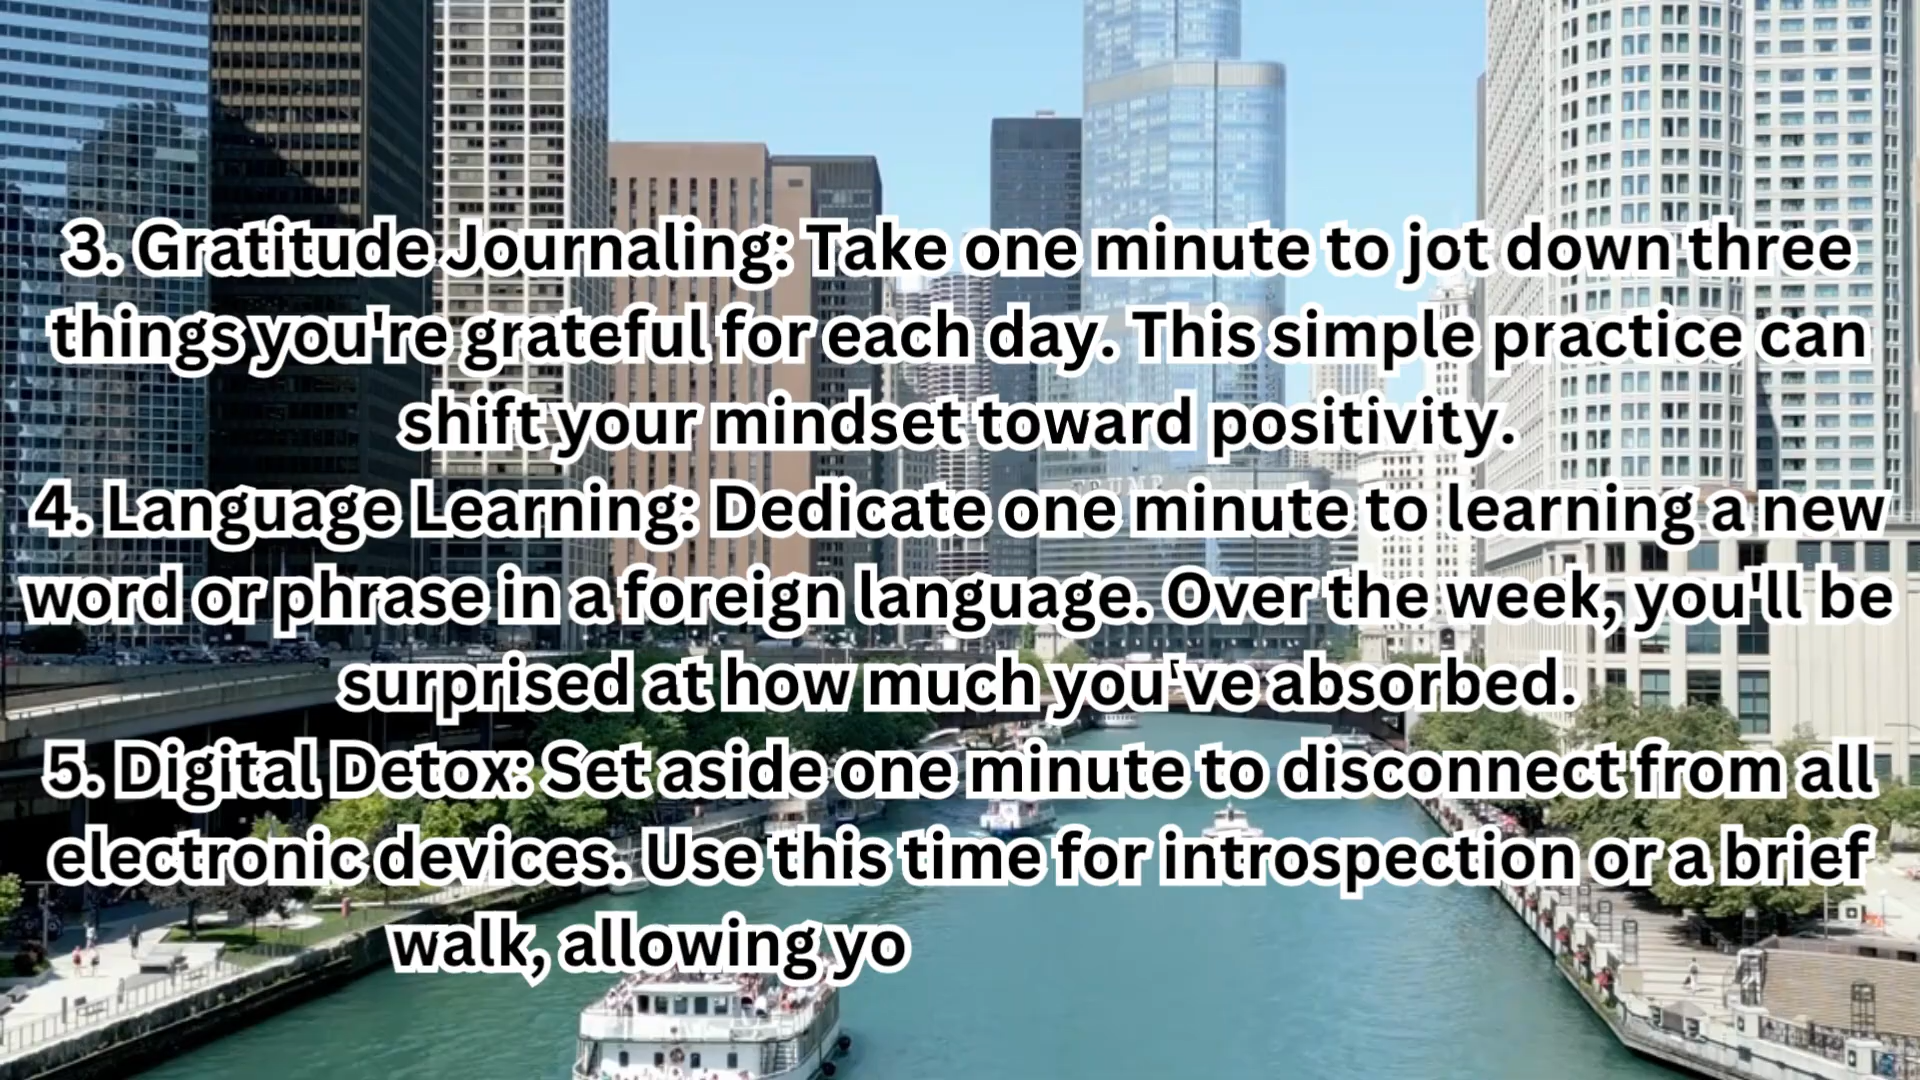 3. Gratitude Journaling: Take one minute to jot down three
things you're grateful for each day. This simple practice can
shift your mindset toward positivity.
4. Language Learning: Dedicate one minute to learning a new
word or phrase in a foreign language. Over the week, you'll be
surprised at how much you've absorbed.
5. Digital Detox: Set aside one minute to disconnect from all
electronic devices. Use this time for introspection or a brief
walk, allowing yo
TRUMP